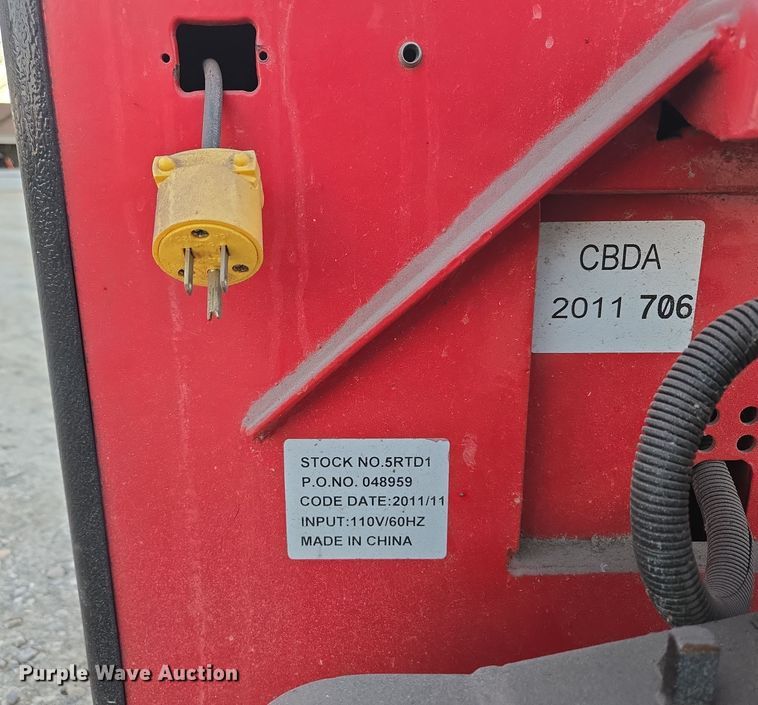 CBDA
2011 706
STOCK NO.5RTD1
P.O.NO. 048959
CODE DATE:2011/11
INPUT:110V/60HZ
MADE IN CHINA
Purple Wave Auction